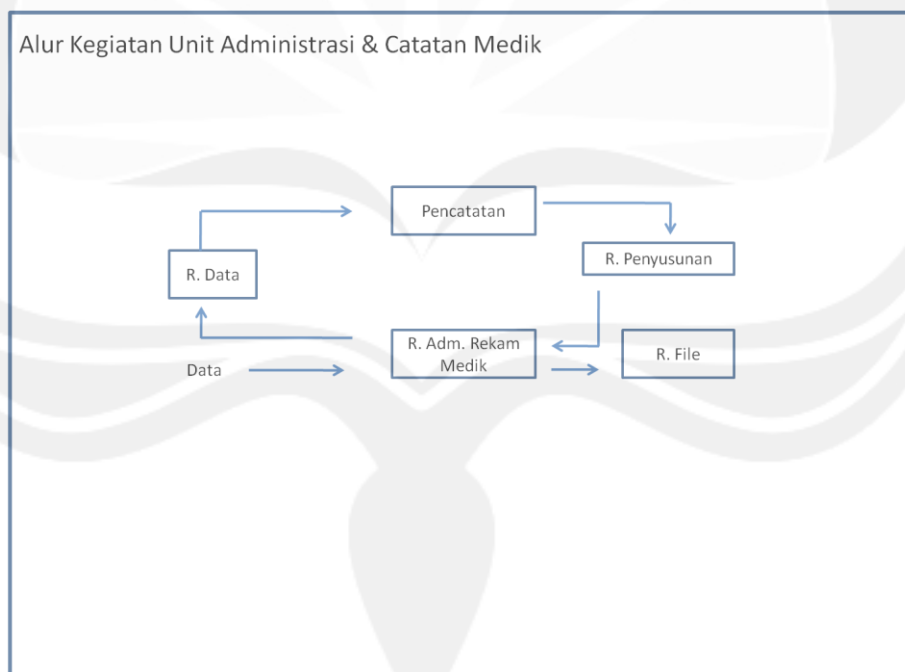 Alur Kegiatan Unit Administrasi & Catatan Medik
Pencatatan
R. Data
R. Penyusunan
R. Adm. Rekam
Medik
R. File
Data